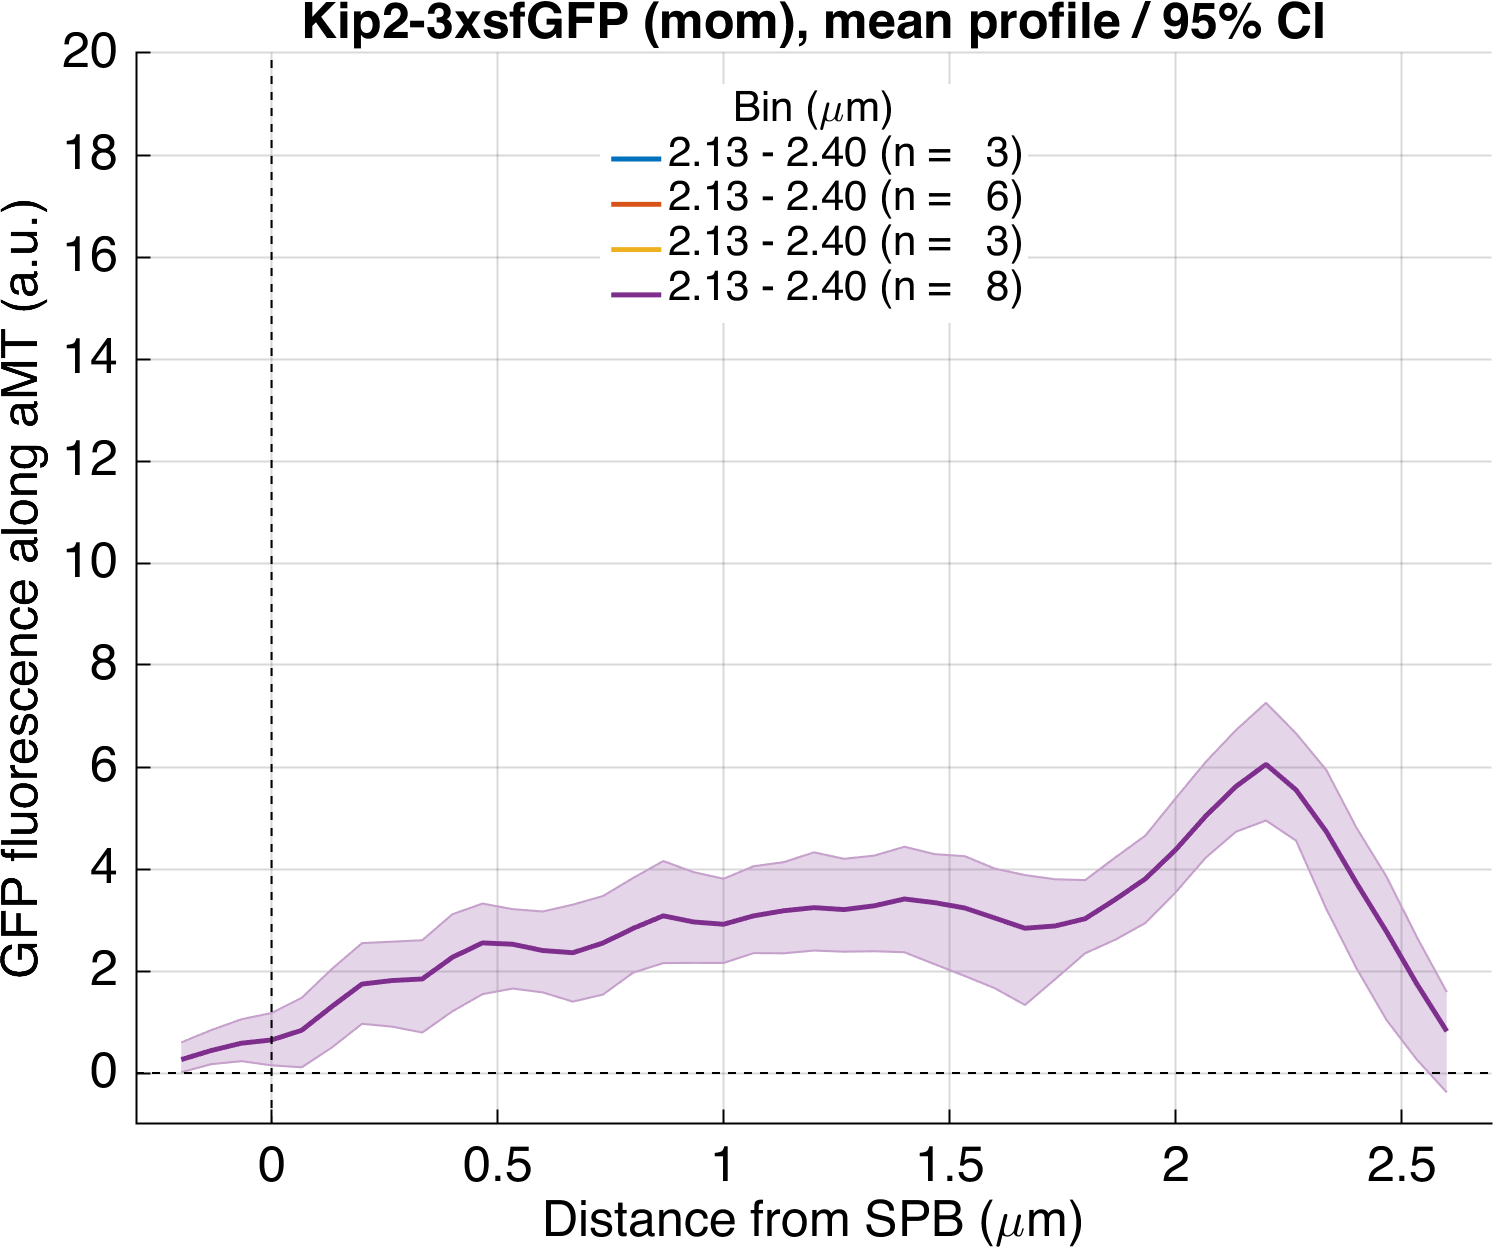 Kip2-3xsfGFP (mom), mean profile / 95% CI
Bin (μm)
2.13 - 2.40 (n = 3)
2.13 - 2.40 (n = 6)
2.13 - 2.40 (n = 3)
2.13 - 2.40 (n = 8)
GFP fluorescence along aMT (a.u.)
20
18
16
14
12
10
8
6
4
2
0
0 0.5 1 1.5 2 2.5
Distance from SPB (μm)